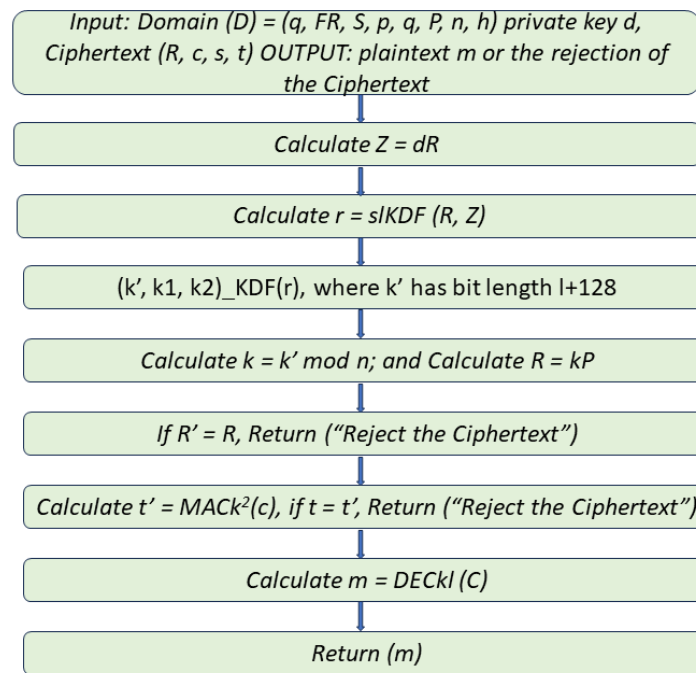 Input: Domain (D) = (q, FR, S, p, q, P, n, h) private key d,
Ciphertext (R, c, s, t) OUTPUT: plaintext m or the rejection of
the Ciphertext
Calculate Z = dR
Calculate r = slKDF (R, Z)
(k’, k1, k2)_KDF(r), where k’ has bit length l+128
Calculate k = k’ mod n; and Calculate R = kP
If R’ = R, Return (“Reject the Ciphertext”)
Calculate t’ = MACk²(c), if t = t’, Return (“Reject the Ciphertext”)
Calculate m = DECkl (C)
Return (m)